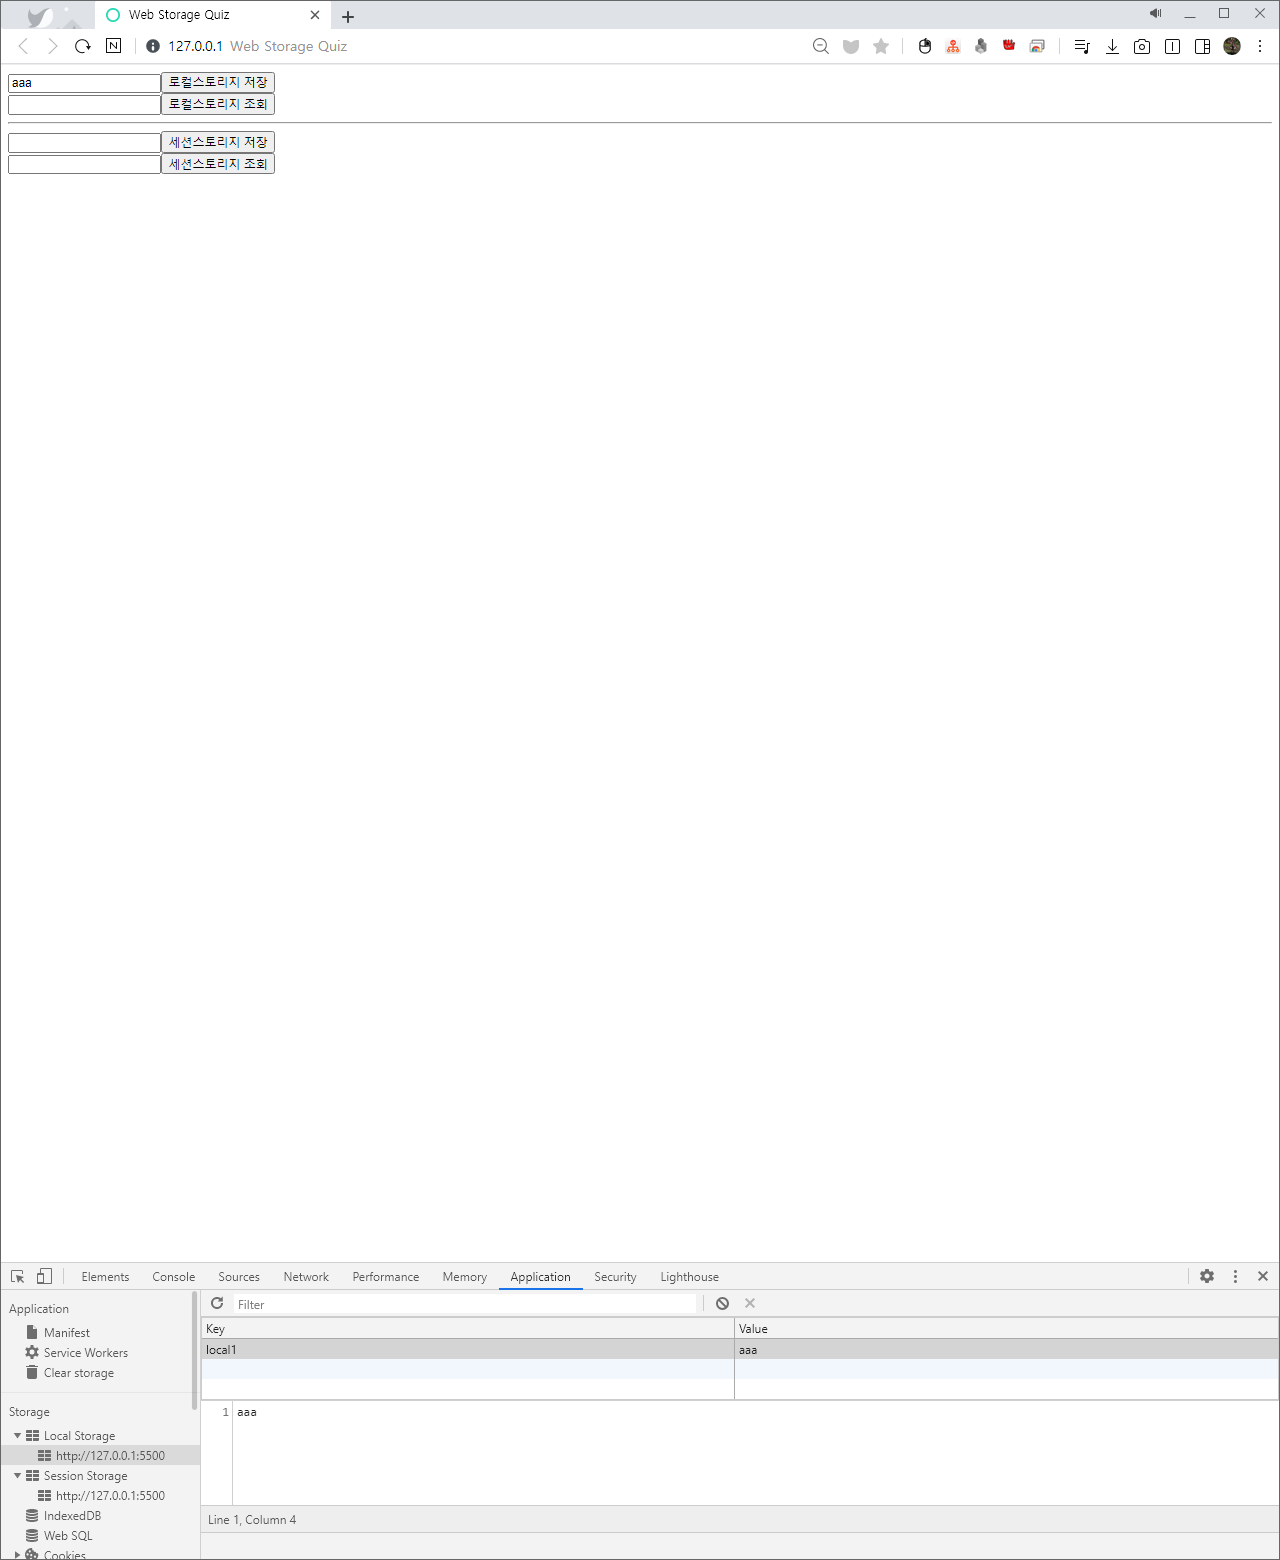 Web Storage Quiz
127.0.0.1 Web Storage Quiz
aaa 로컬스토리지 저장
로컬스토리지 조회
세션스토리지 저장
세션스토리지 조회
Elements Console Sources Network Performance Memory Application Security Lighthouse
Application
Manifest
Service Workers
Clear storage
Storage
Local Storage
http://127.0.0.1:5500
Session Storage
http://127.0.0.1:5500
IndexedDB
Web SQL
Cookies
Filter
Key Value
local1 aaa
1 aaa
Line 1, Column 4